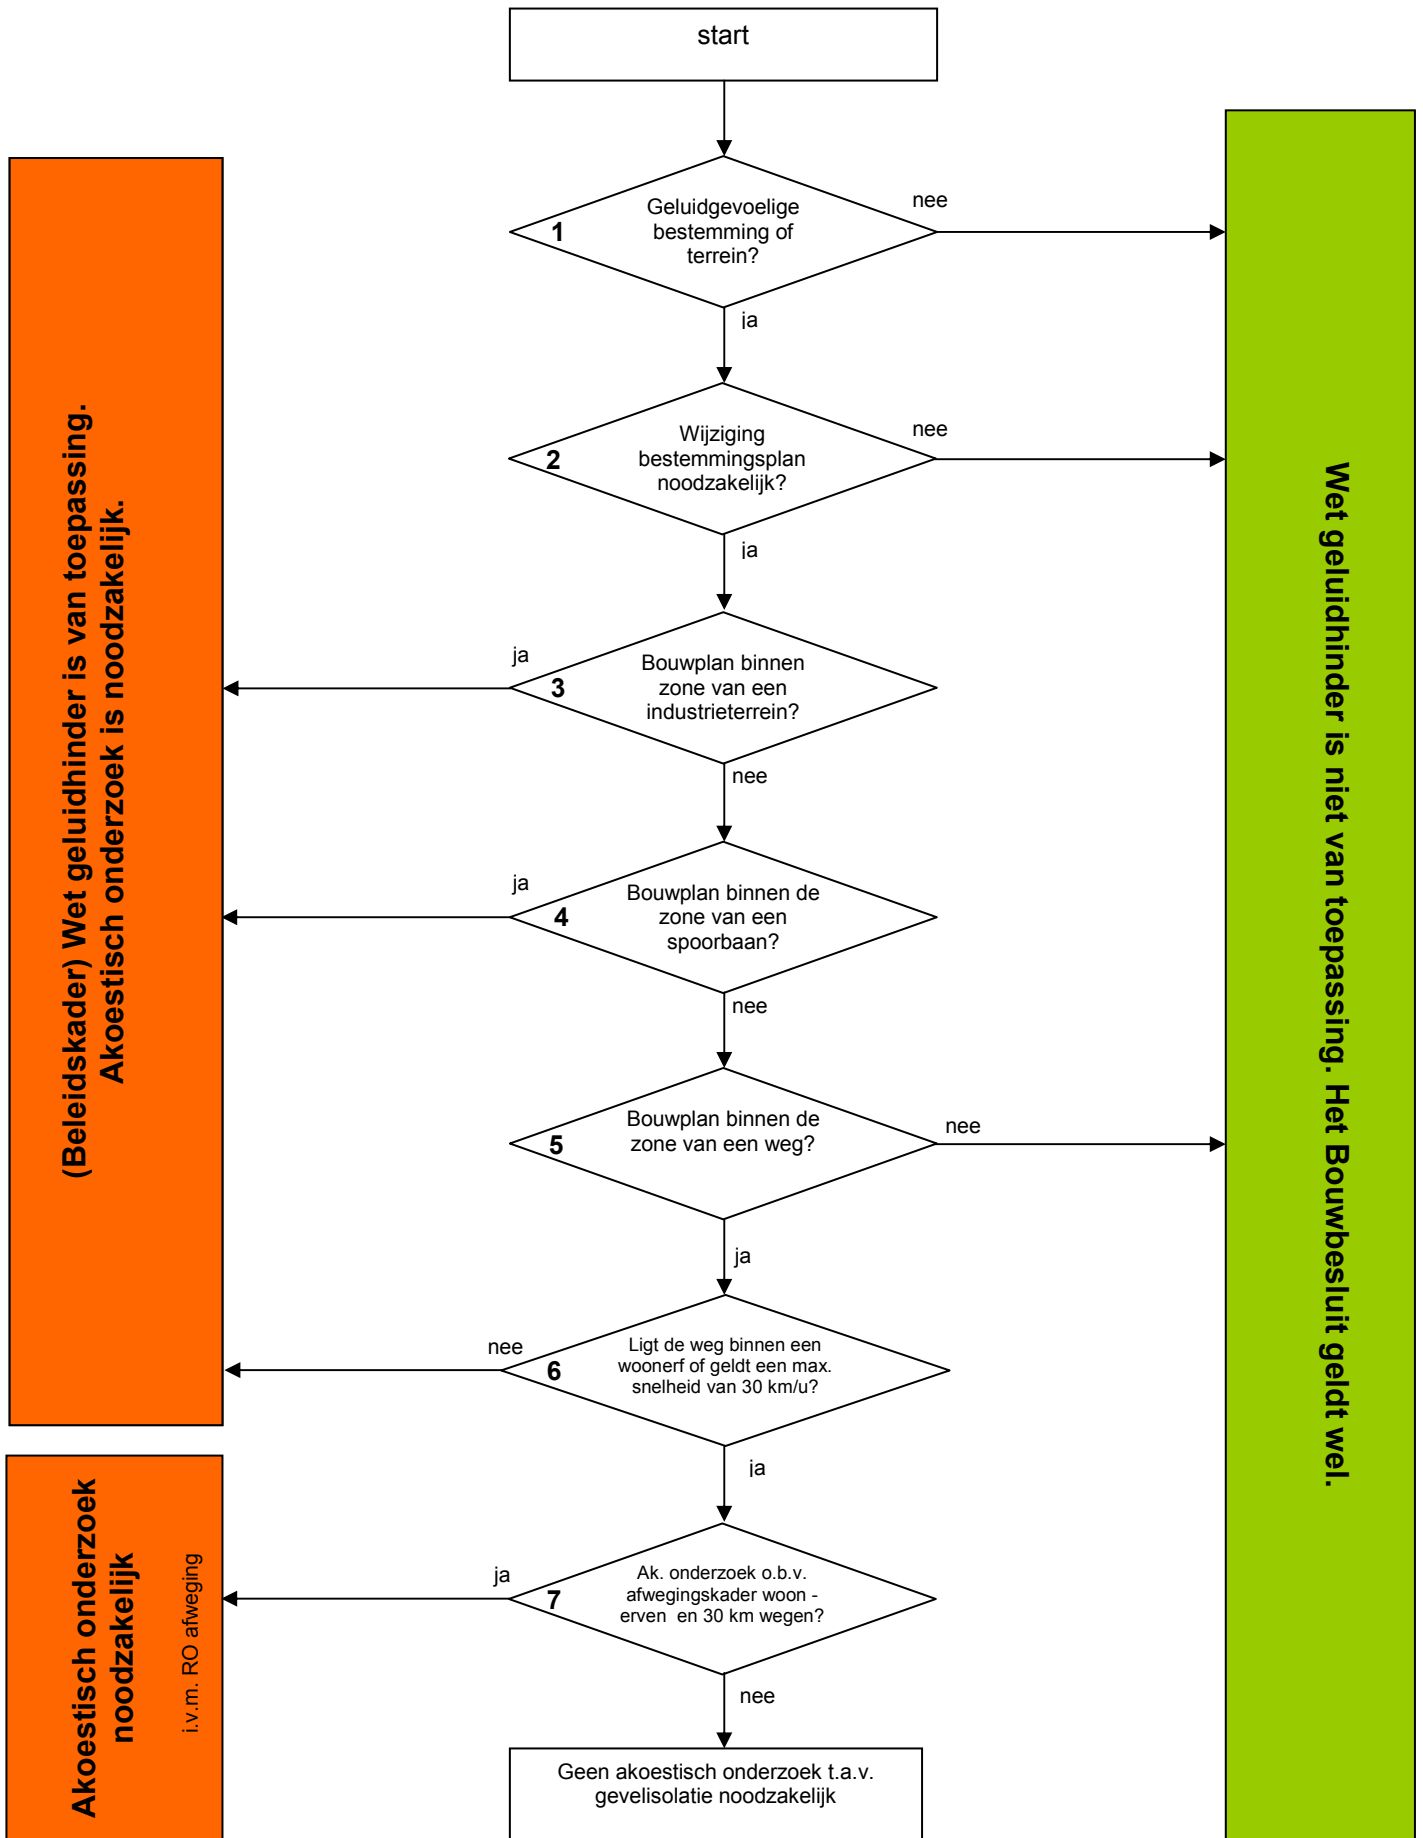 start
Geluidgevoelige
bestemming of
terrein?
1
nee
ja
Wijziging
bestemmingsplan
noodzakelijk?
2
nee
ja
Bouwplan binnen
zone van een
industrieterrein?
3
ja
nee
Bouwplan binnen de
zone van een
spoorbaan?
4
ja
nee
Bouwplan binnen de
zone van een weg?
5
nee
ja
Ligt de weg binnen een
woonerf of geldt een max.
snelheid van 30 km/u?
6
nee
ja
Ak. onderzoek o.b.v.
afwegingskader woon -
erven en 30 km wegen?
7
ja
nee
Geen akoestisch onderzoek t.a.v.
gevelisolatie noodzakelijk
(Beleidskader) Wet geluidhinder is van toepassing.
Akoestisch onderzoek is noodzakelijk.
Akoestisch onderzoek
noodzakelijk
i.v.m. RO afweging
Wet geluidhinder is niet van toepassing. Het Bouwbesluit geldt wel.